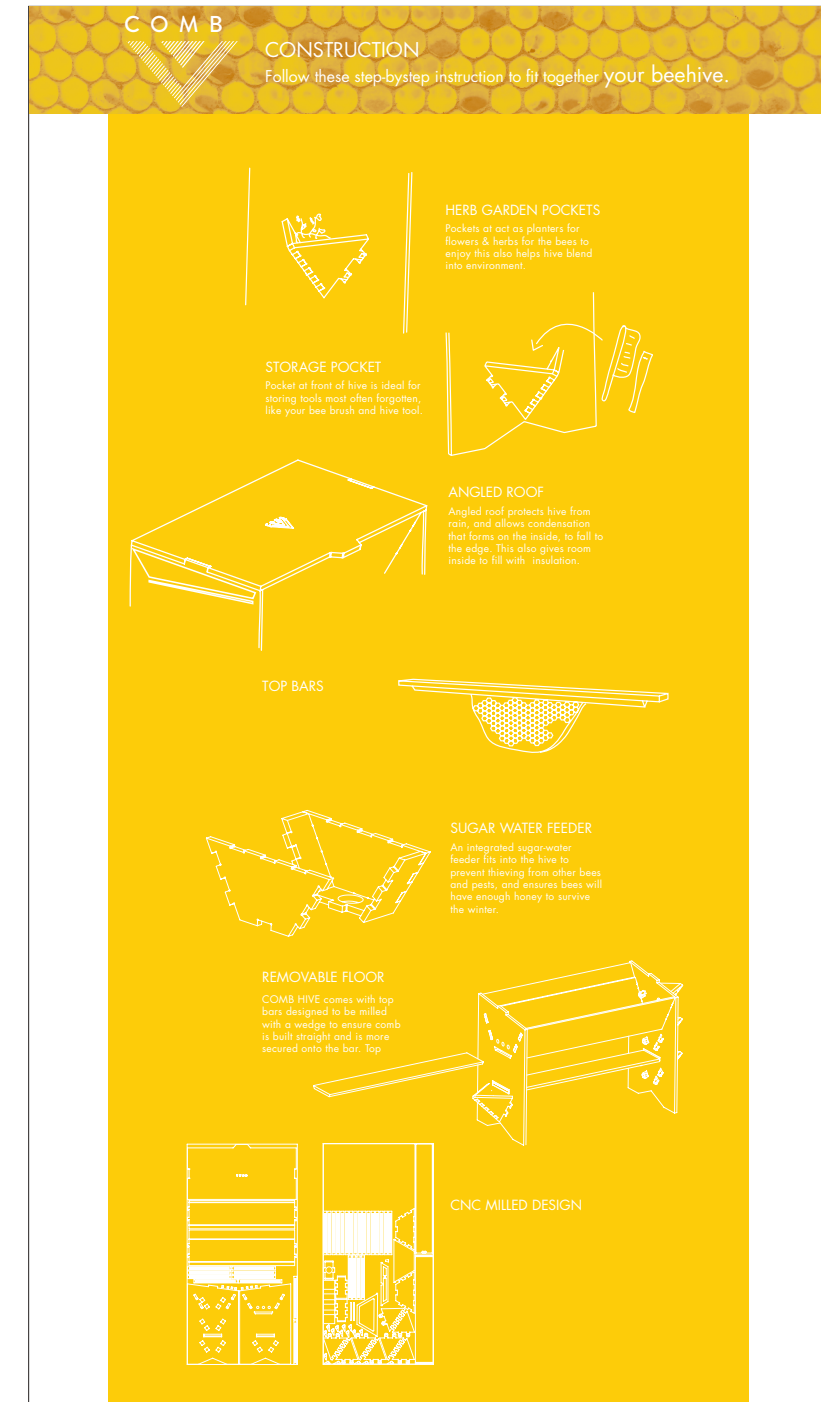 COMB
CONSTRUCTION
Follow these step-bystep instruction to fit together your beehive.
HERB GARDEN POCKETS
Pockets at act as planters for
flowers & herbs for the bees to
enjoy this also helps hive blend
into environment.
STORAGE POCKET
Pocket at front of hive is ideal for
storing tools most often forgotten,
like your bee brush and hive tool.
ANGLED ROOF
Angled roof protects hive from
rain, and allows condensation
that forms on the inside, to fall to
the edge. This also gives room
inside to fill with insulation.
TOP BARS
SUGAR WATER FEEDER
An integrated sugar-water
feeder fits into the hive to
prevent thieving from other bees
and pests, and ensures bees will
have enough honey to survive
the winter.
REMOVABLE FLOOR
COMB HIVE comes with top
bars designed to be milled
with a wedge to ensure comb
is built straight and is more
secured onto the bar. Top
CNC MILLED DESIGN